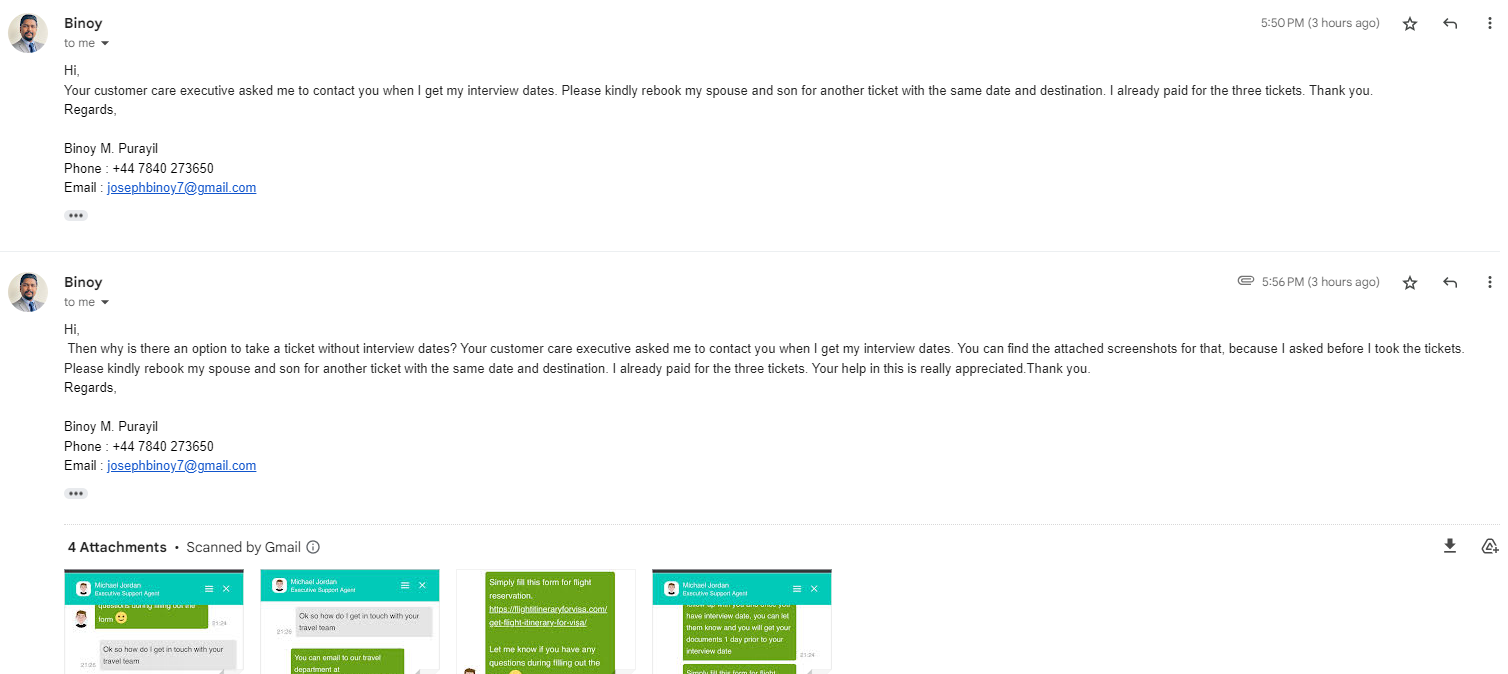 Binoy
5:50 PM (3 hours ago)
to me
Hi,
Your customer care executive asked me to contact you when I get my interview dates. Please kindly rebook my spouse and son for another ticket with the same date and destination. I already paid for the three tickets. Thank you.
Regards,
Binoy M. Purayil
Phone : +44 7840 273650
Email : josephbinoy7@gmail.com
Binoy
5:56 PM (3 hours ago)
to me
Hi,
Then why is there an option to take a ticket without interview dates? Your customer care executive asked me to contact you when I get my interview dates. You can find the attached screenshots for that, because I asked before I took the tickets.
Please kindly rebook my spouse and son for another ticket with the same date and destination. I already paid for the three tickets. Your help in this is really appreciated.Thank you.
Regards,
Binoy M. Purayil
Phone : +44 7840 273650
Email : josephbinoy7@gmail.com
4 Attachments • Scanned by Gmail
Michael Jordan
Executive Support Agent
questions during filling out the
form
21:24
Ok so how do I get in touch with your
travel team
21:26
Michael Jordan
Executive Support Agent
Ok so how do I get in touch with your
travel team
21:26
You can email to our travel
department at
Simply fill this form for flight
reservation.
https://flightitineraryforvisa.com/
get-flight-itinerary-for-visa/
Let me know if you have any
questions during filling out the
Michael Jordan
Executive Support Agent
follow up with you and once you
have interview date, you can let
them know and you will get your
documents 1 day prior to your
interview date
21:24
Simply fill this form for flight